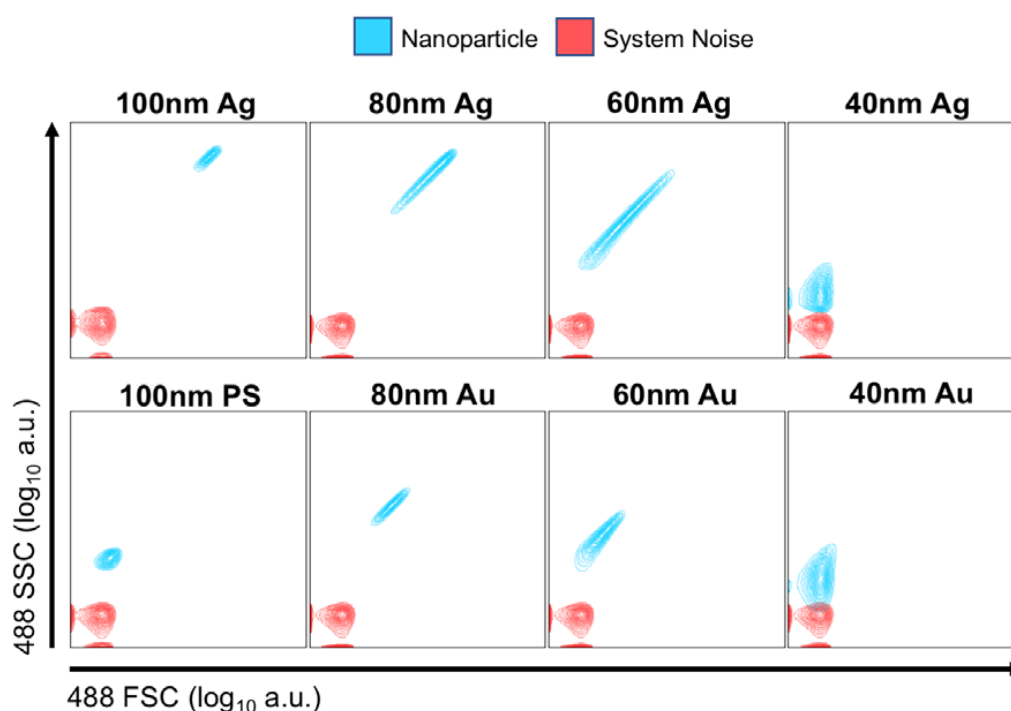 Nanoparticle System Noise
100nm Ag 80nm Ag 60nm Ag 40nm Ag
100nm PS 80nm Au 60nm Au 40nm Au
488 SSC (log₁₀ a.u.)
488 FSC (log₁₀ a.u.)